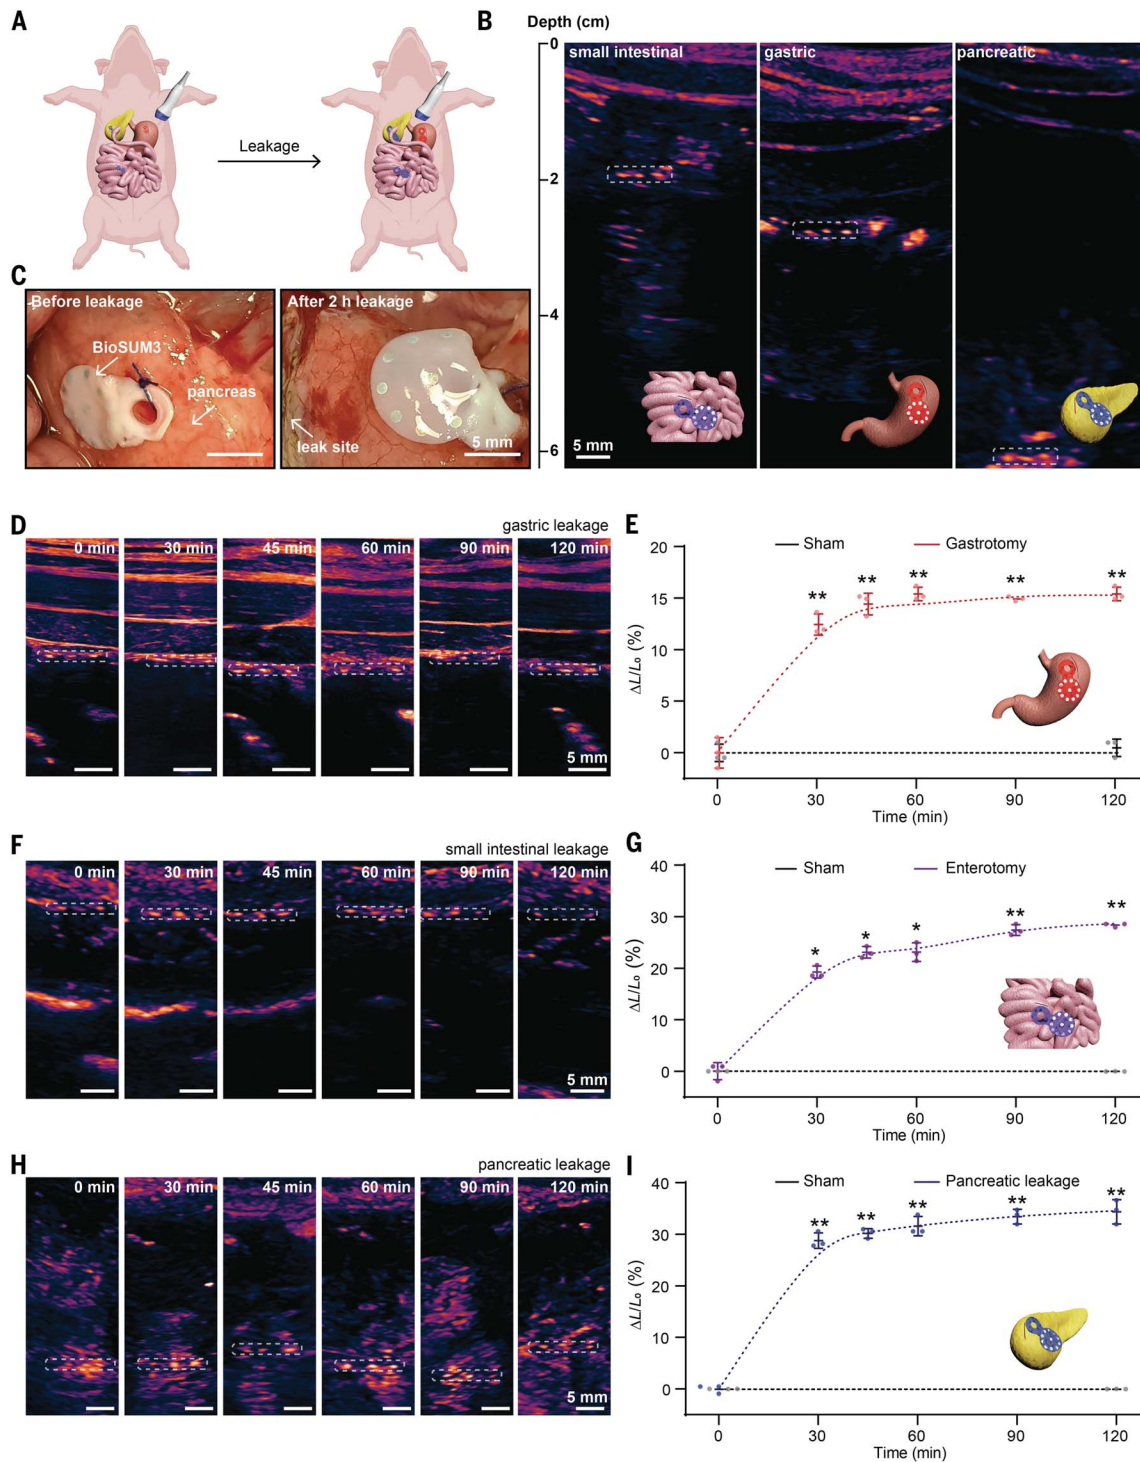 A
Leakage
B
Depth (cm)
0
2
4
6
small intestinal
gastric
pancreatic
5 mm
C
Before leakage
BioSUM3
pancreas
After 2 h leakage
leak site
5 mm
D
gastric leakage
0 min
30 min
45 min
60 min
90 min
120 min
5 mm
E
Sham
Gastrotomy
20
15
10
5
0
ΔL/L₀ (%)
**
**
**
**
**
0
30
60
90
120
Time (min)
F
small intestinal leakage
0 min
30 min
45 min
60 min
90 min
120 min
5 mm
G
Sham
Enterotomy
40
30
20
10
0
ΔL/L₀ (%)
*
*
*
**
**
0
30
60
90
120
Time (min)
H
pancreatic leakage
0 min
30 min
45 min
60 min
90 min
120 min
5 mm
I
Sham
Pancreatic leakage
40
30
20
10
0
ΔL/L₀ (%)
**
**
**
**
**
0
30
60
90
120
Time (min)